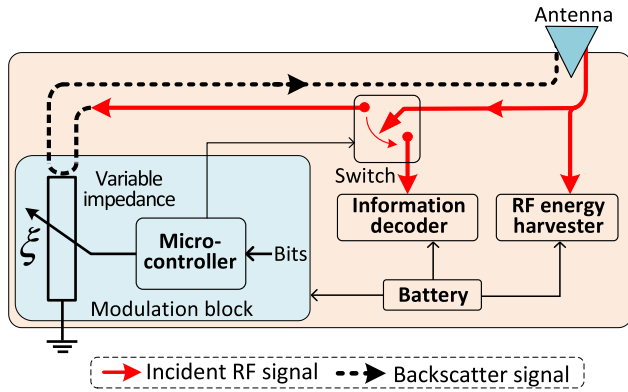 Antenna
Switch
Variable
impedance
Information
decoder
RF energy
harvester
ξ
Micro-
controller
Bits
Battery
Modulation block
Incident RF signal
Backscatter signal